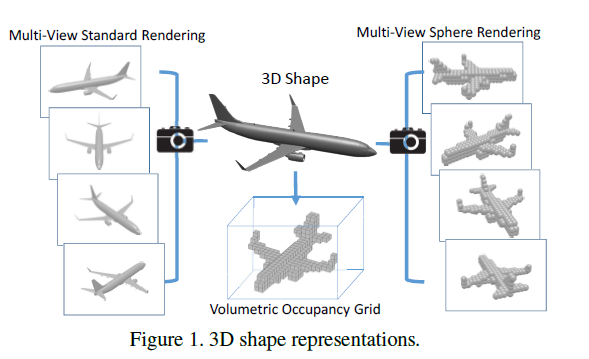 Multi-View Standard Rendering
Multi-View Sphere Rendering
3D Shape
Volumetric Occupancy Grid
Figure 1. 3D shape representations.